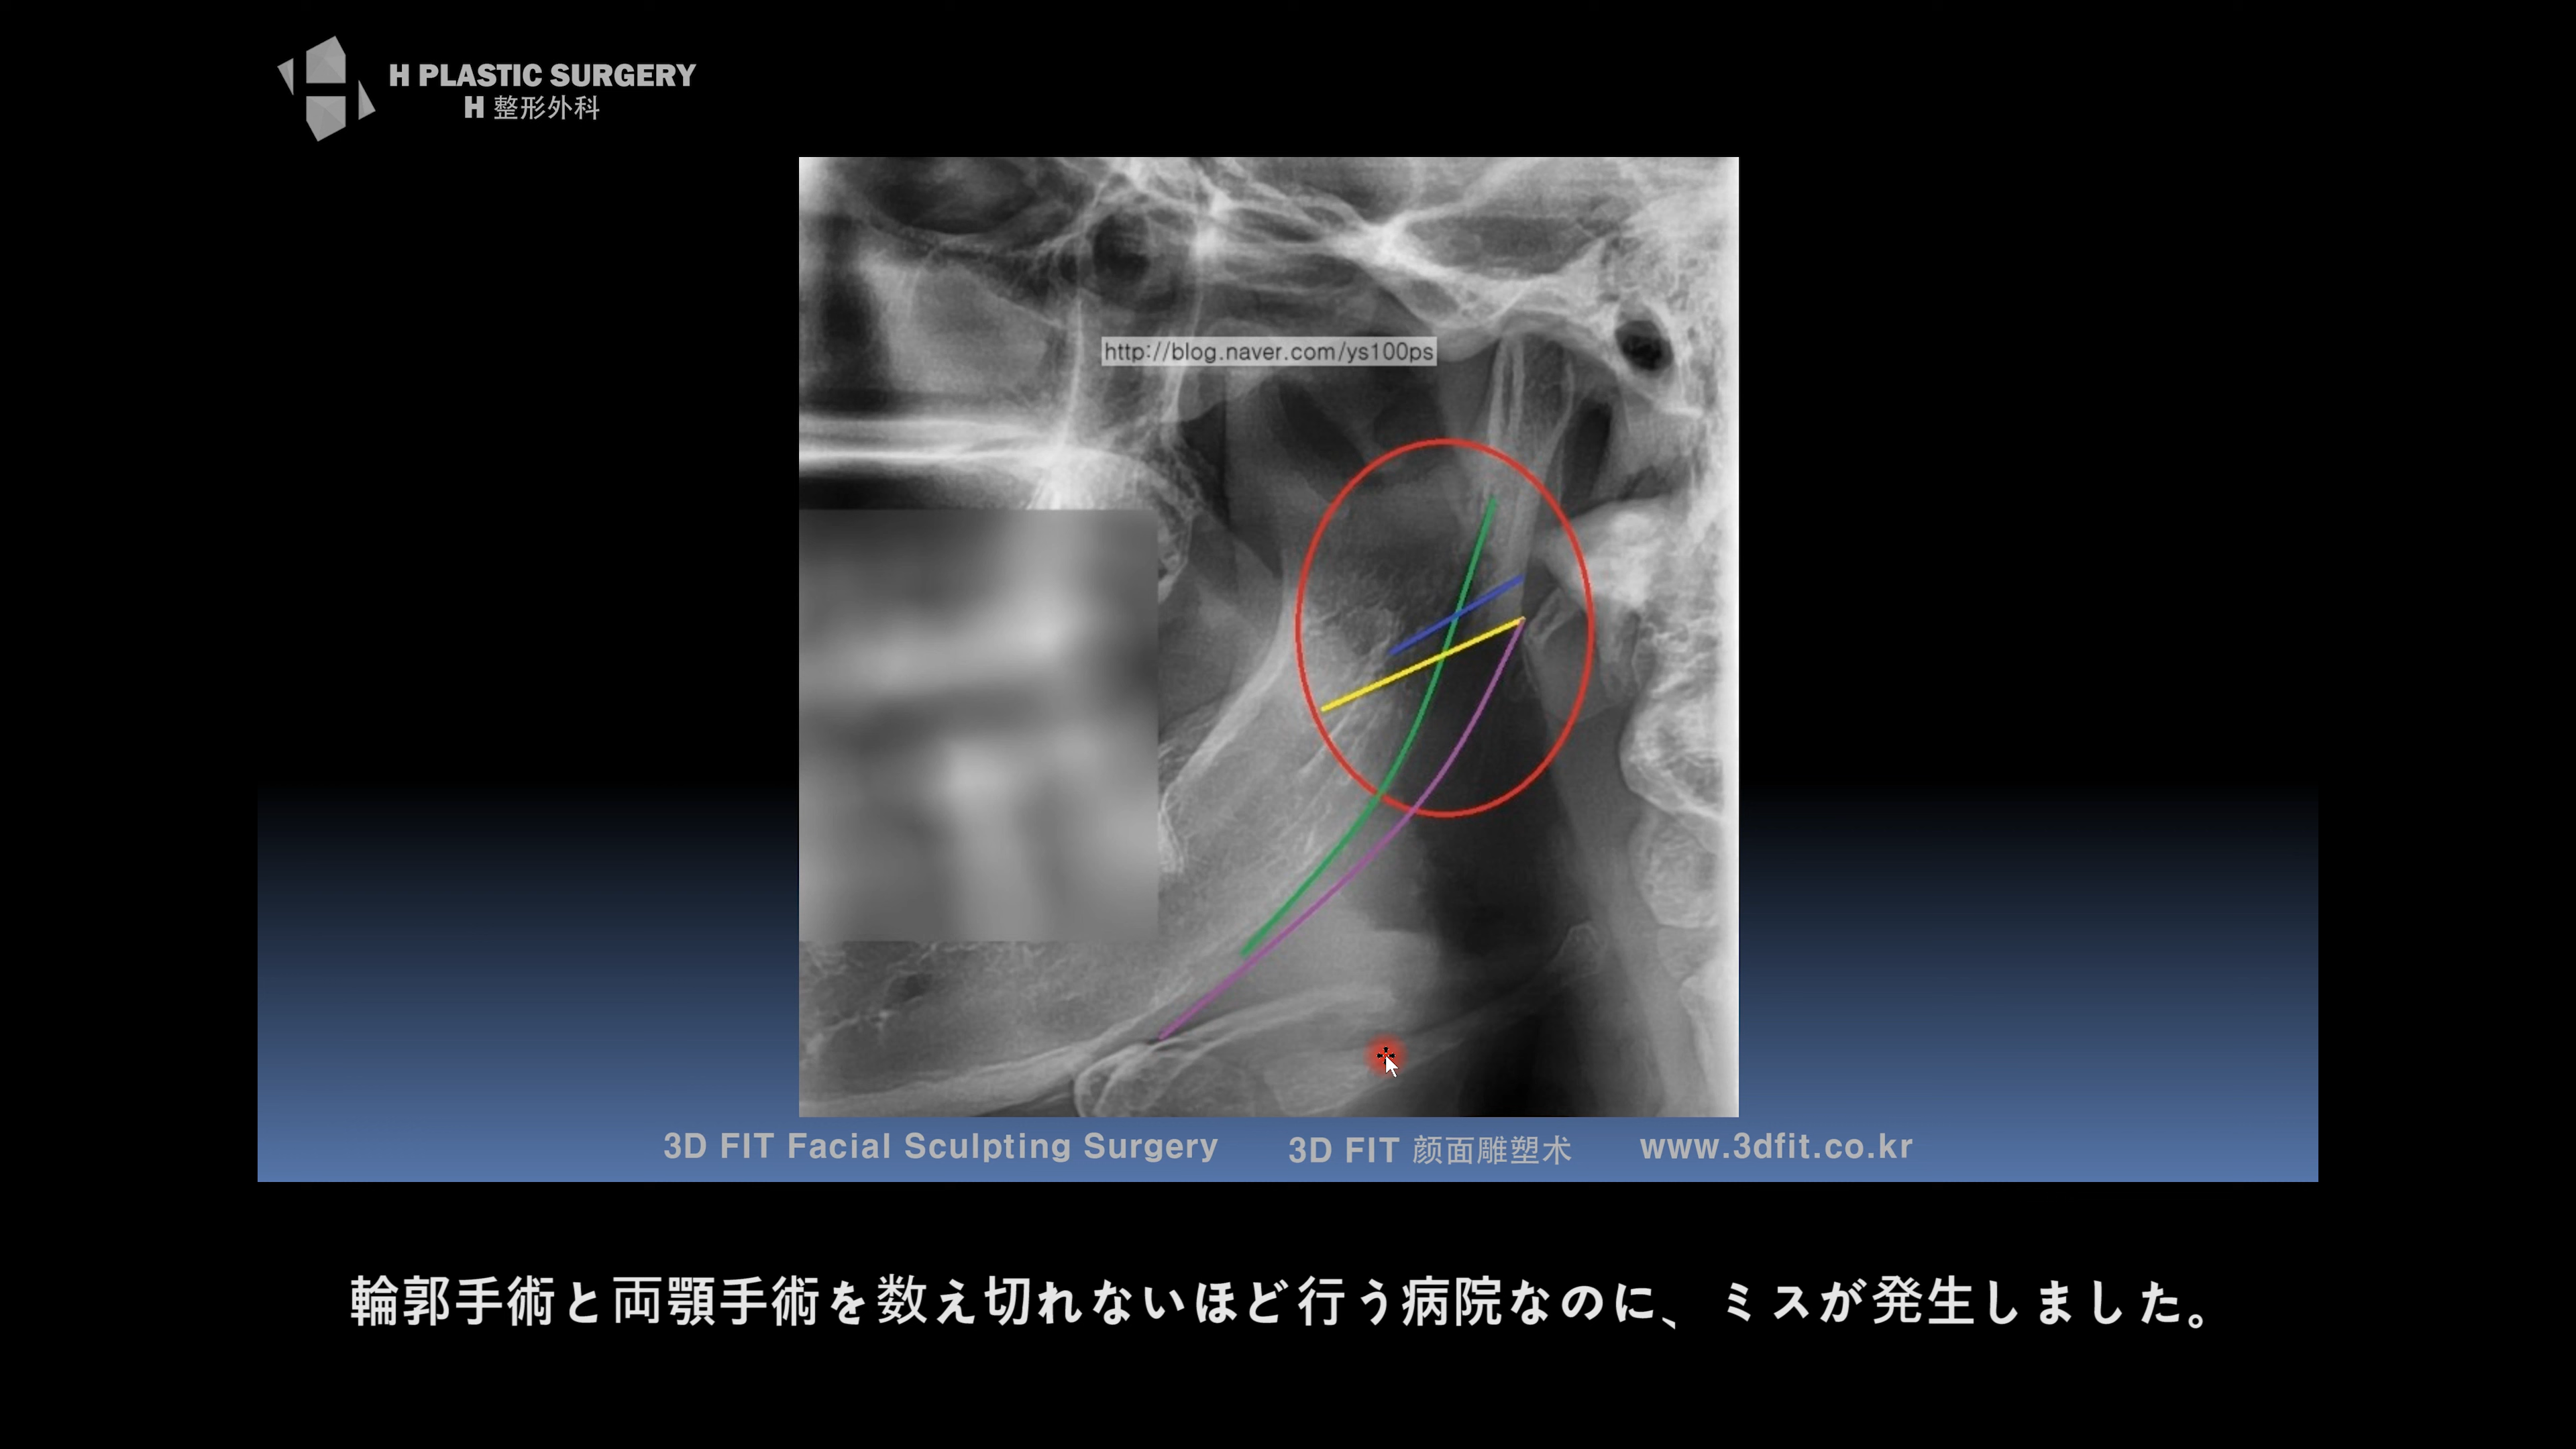 H PLASTIC SURGERY
H 整形外科
http://blog.naver.com/ys100ps
3D FIT Facial Sculpting Surgery 3D FIT 颜面雕塑术 www.3dfit.co.kr
輪郭手術と両顎手術を数え切れないほど行う病院なのに、ミスが発生しました。